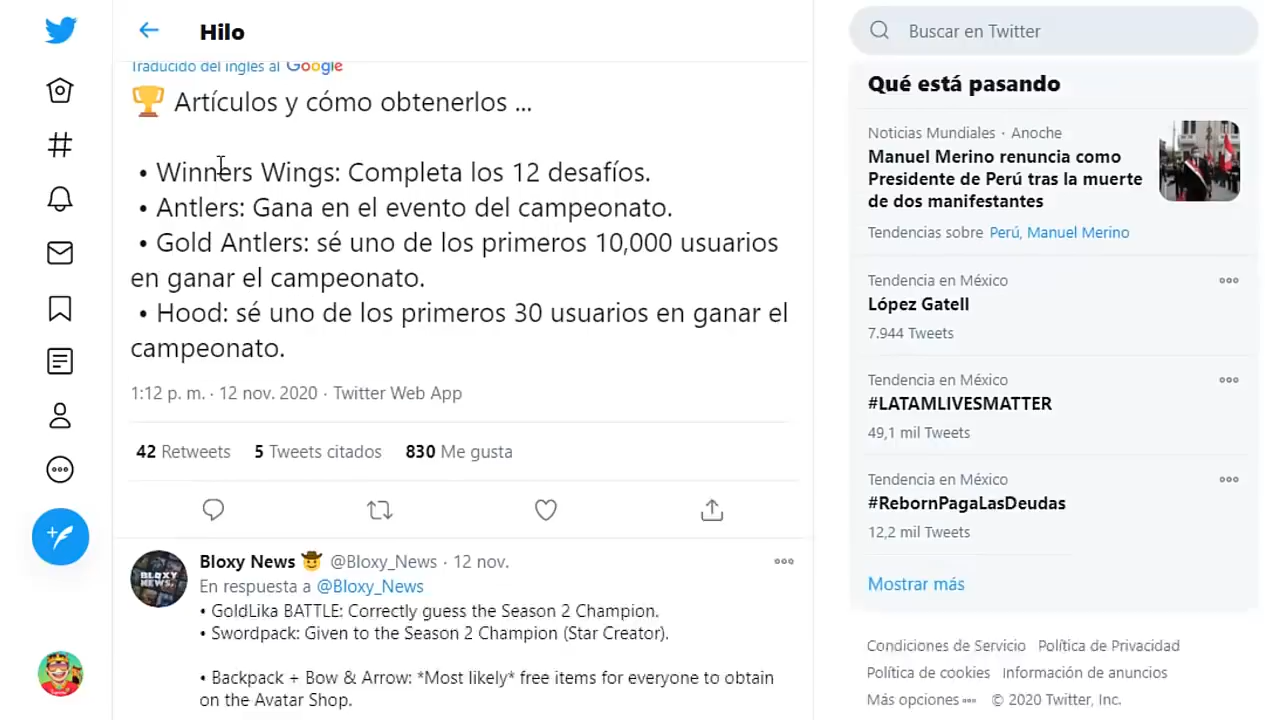 Hilo
Traducido del inglés al Google
Artículos y cómo obtenerlos ...
• Winners Wings: Completa los 12 desafíos.
• Antlers: Gana en el evento del campeonato.
• Gold Antlers: sé uno de los primeros 10,000 usuarios
en ganar el campeonato.
• Hood: sé uno de los primeros 30 usuarios en ganar el
campeonato.
1:12 p. m. · 12 nov. 2020 · Twitter Web App
42 Retweets 5 Tweets citados 830 Me gusta
BLOXY
NEWS.
Bloxy News @Bloxy_News · 12 nov.
En respuesta a @Bloxy_News
• GoldLika BATTLE: Correctly guess the Season 2 Champion.
• Swordpack: Given to the Season 2 Champion (Star Creator).
• Backpack + Bow & Arrow: *Most likely* free items for everyone to obtain
on the Avatar Shop.
Buscar en Twitter
Qué está pasando
Noticias Mundiales · Anoche
Manuel Merino renuncia como
Presidente de Perú tras la muerte
de dos manifestantes
Tendencias sobre Perú, Manuel Merino
Tendencia en México
López Gatell
7.944 Tweets
Tendencia en México
#LATAMLIVESMATTER
49,1 mil Tweets
Tendencia en México
#RebornPagaLasDeudas
12,2 mil Tweets
Mostrar más
Condiciones de Servicio Política de Privacidad
Política de cookies Información de anuncios
Más opciones © 2020 Twitter, Inc.